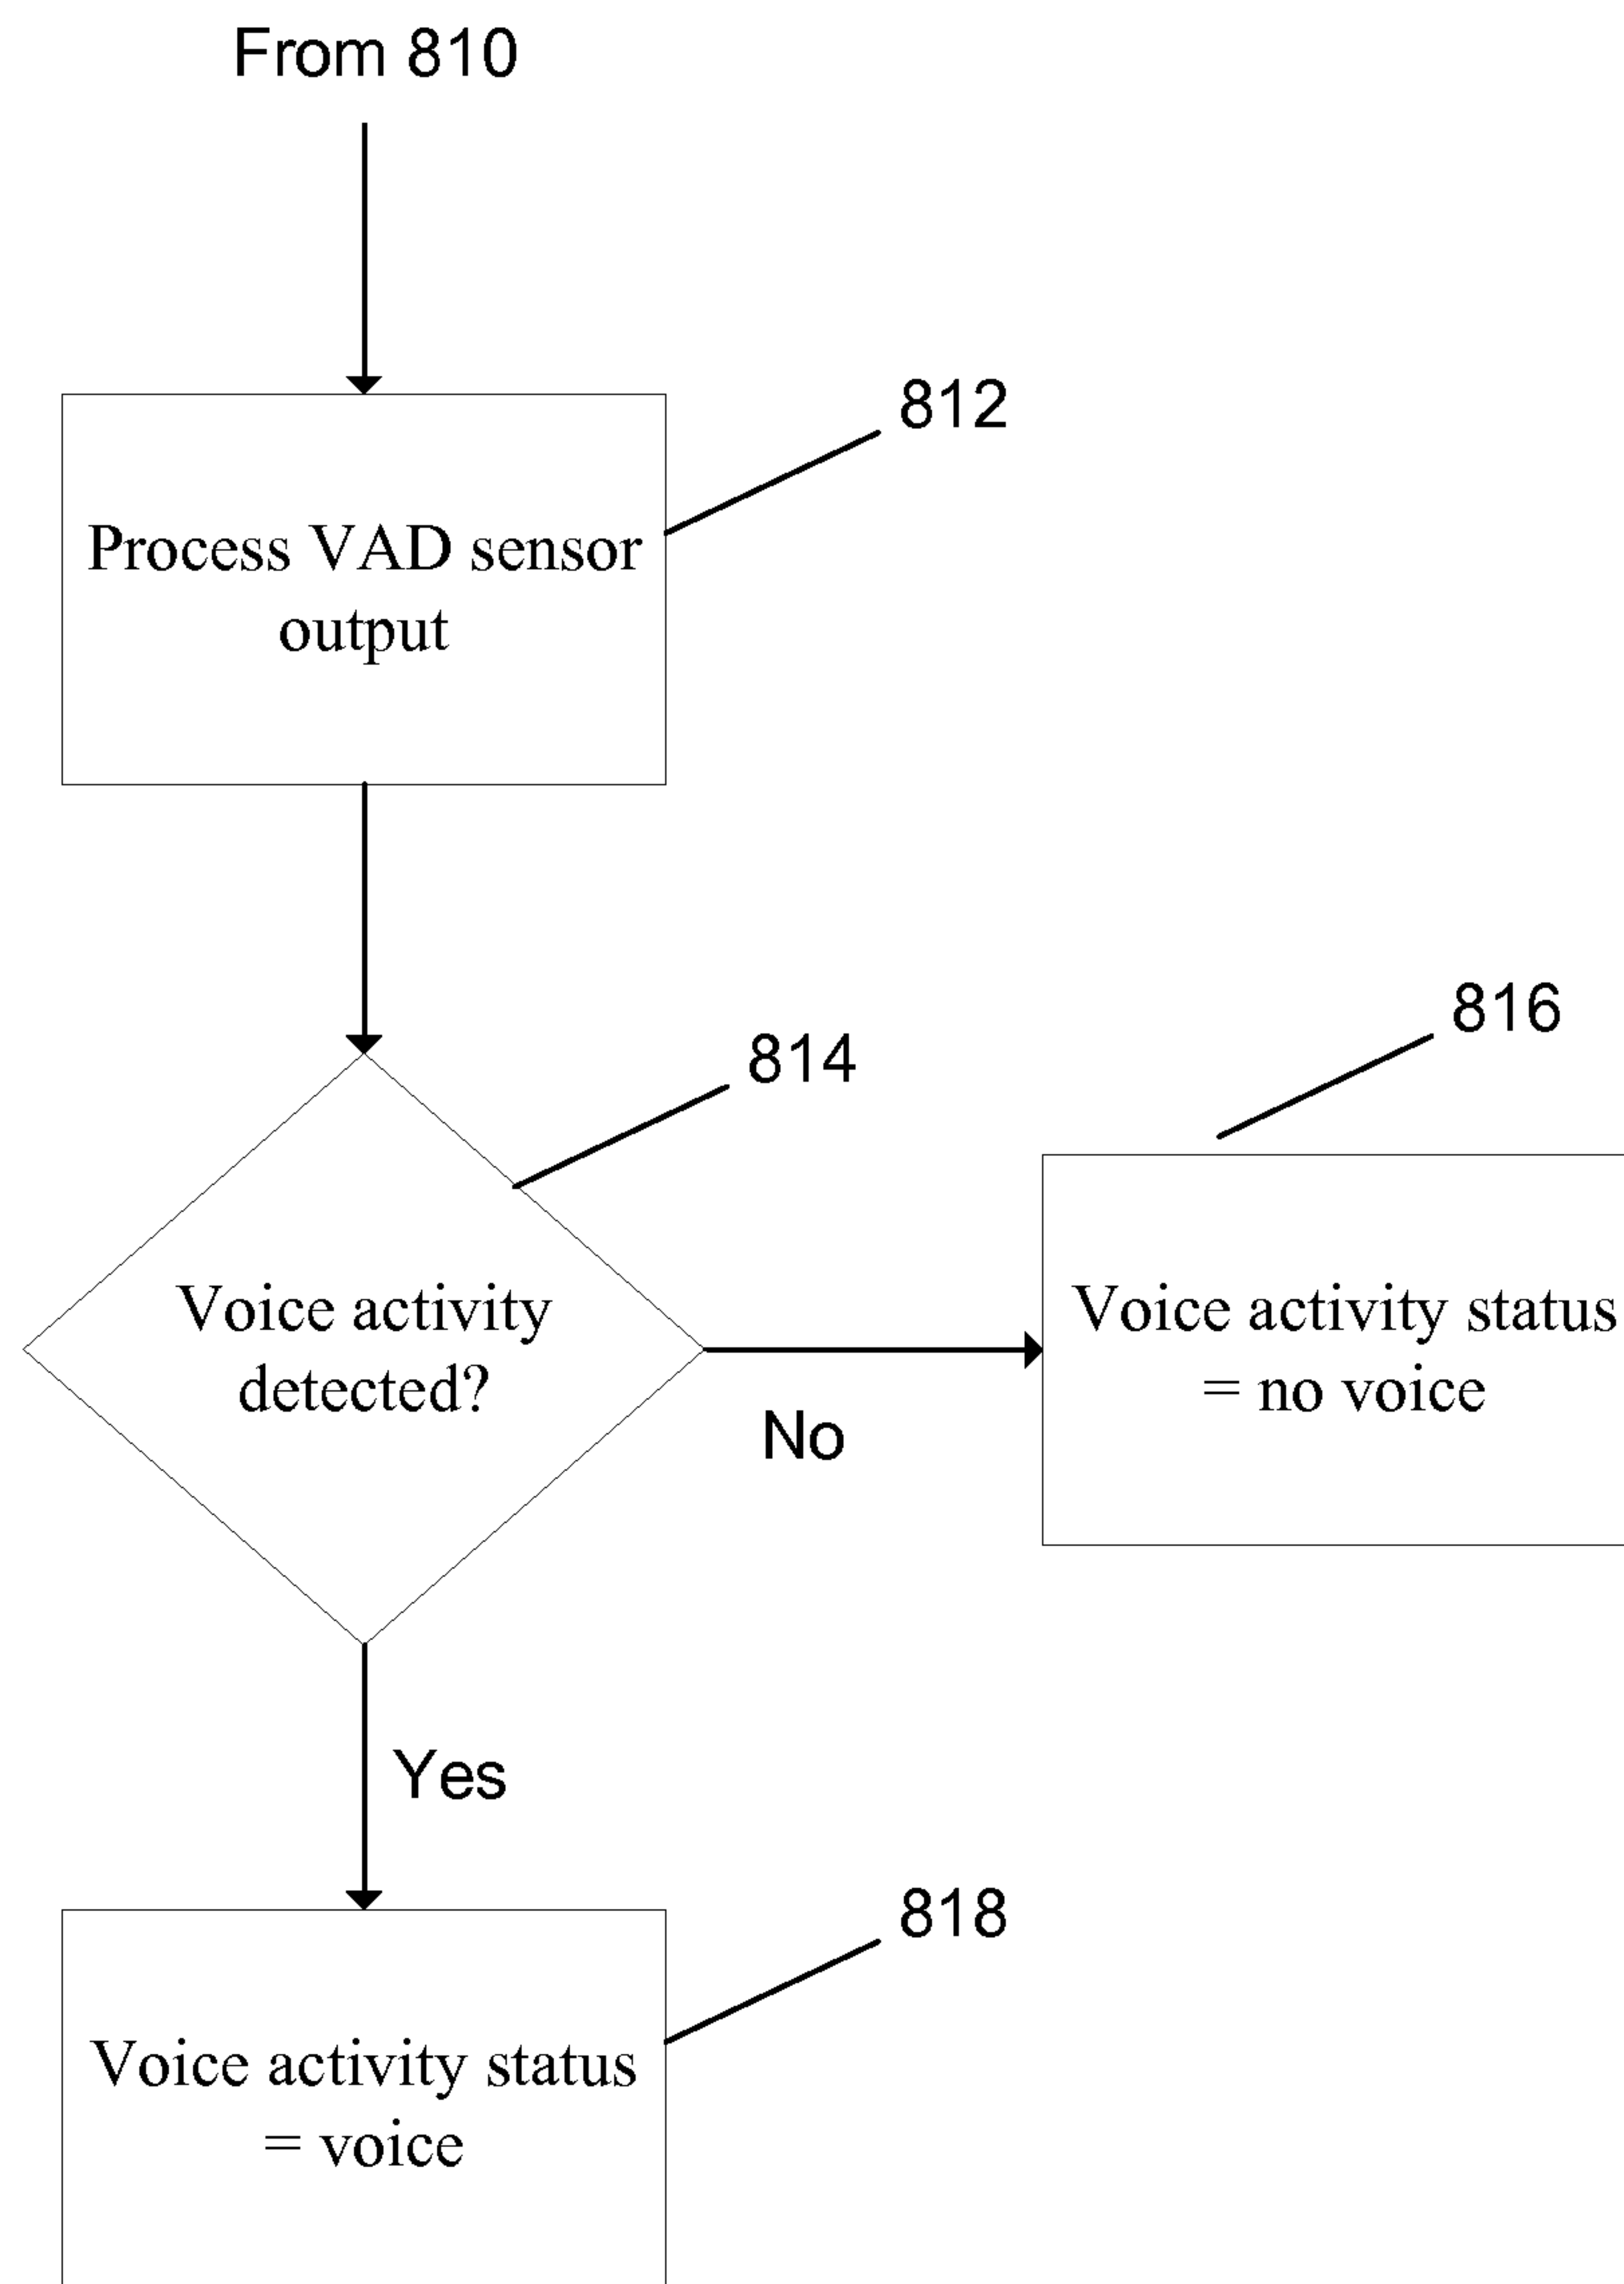 From 810
812
Process VAD sensor
output
814
816
Voice activity
detected?
Voice activity status
= no voice
No
Yes
818
Voice activity status
= voice